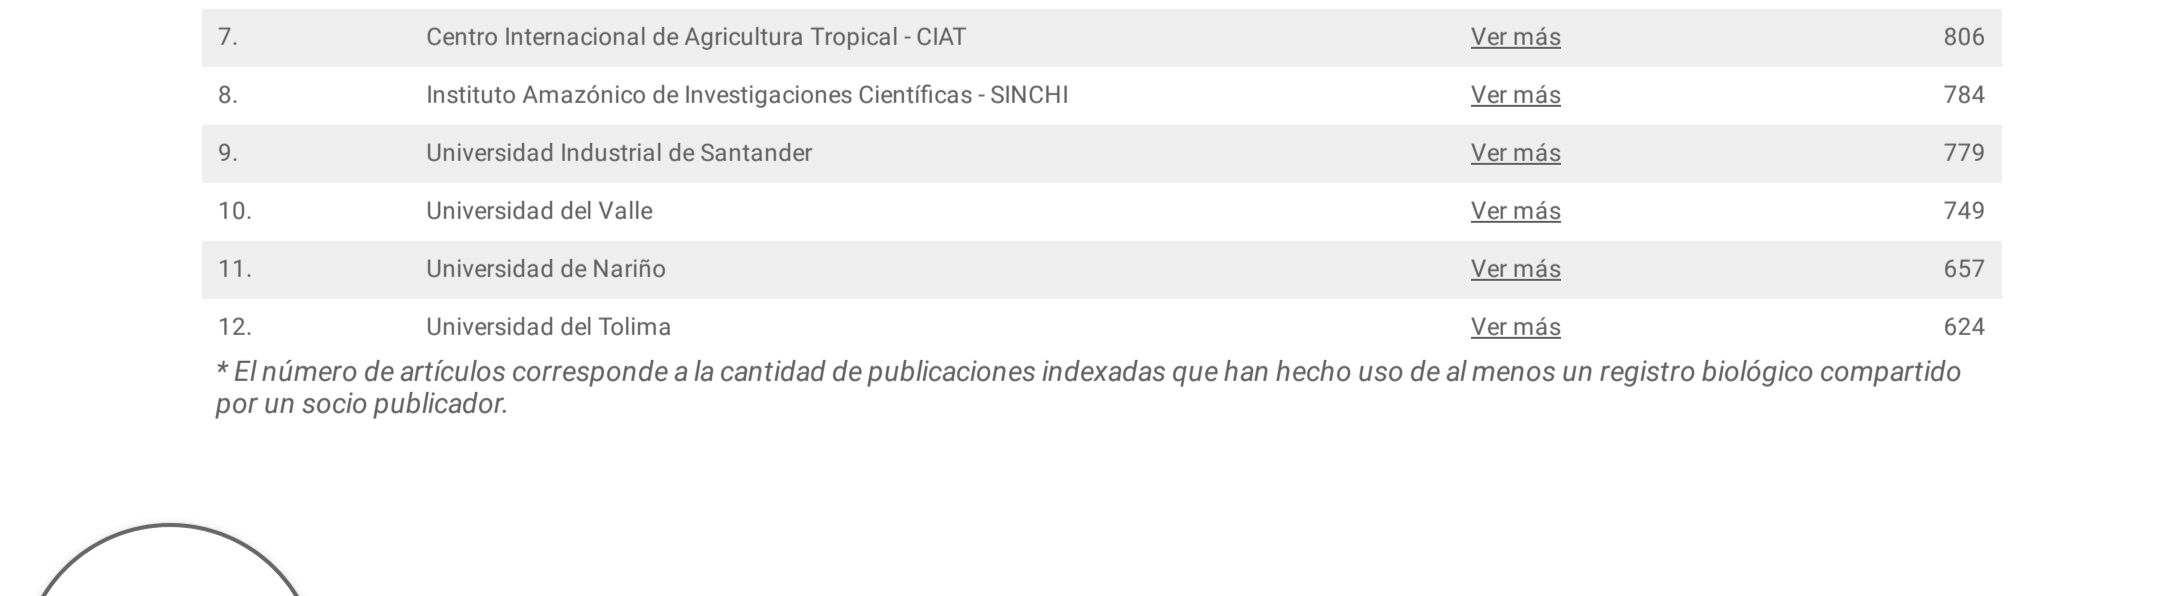 7. Centro Internacional de Agricultura Tropical - CIAT Ver más 806
8. Instituto Amazónico de Investigaciones Científicas - SINCHI Ver más 784
9. Universidad Industrial de Santander Ver más 779
10. Universidad del Valle Ver más 749
11. Universidad de Nariño Ver más 657
12. Universidad del Tolima Ver más 624
* El número de artículos corresponde a la cantidad de publicaciones indexadas que han hecho uso de al menos un registro biológico compartido
por un socio publicador.